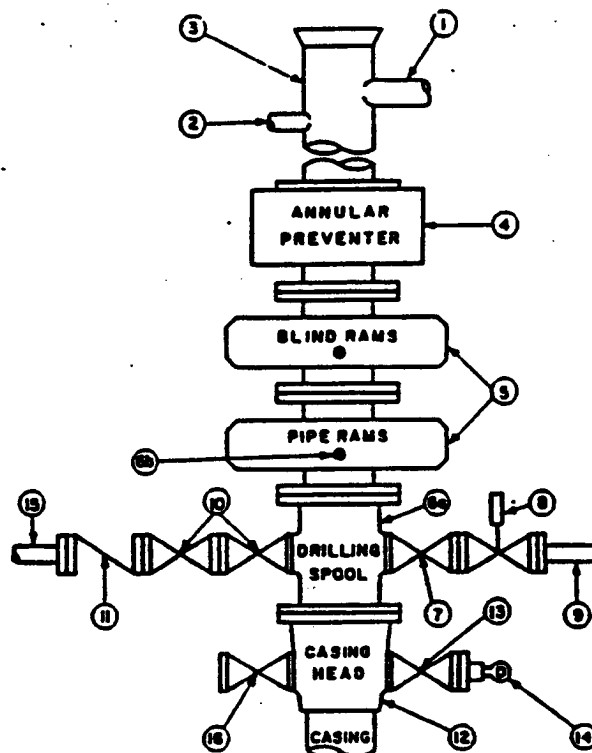 3
1
2
ANNULAR
PREVENTER
4
BLIND RAMS
5
PIPE RAMS
6b
6a
8
15
10
DRILLING
SPOOL
11
7
9
13
CASING
HEAD
16
12
14
CASING